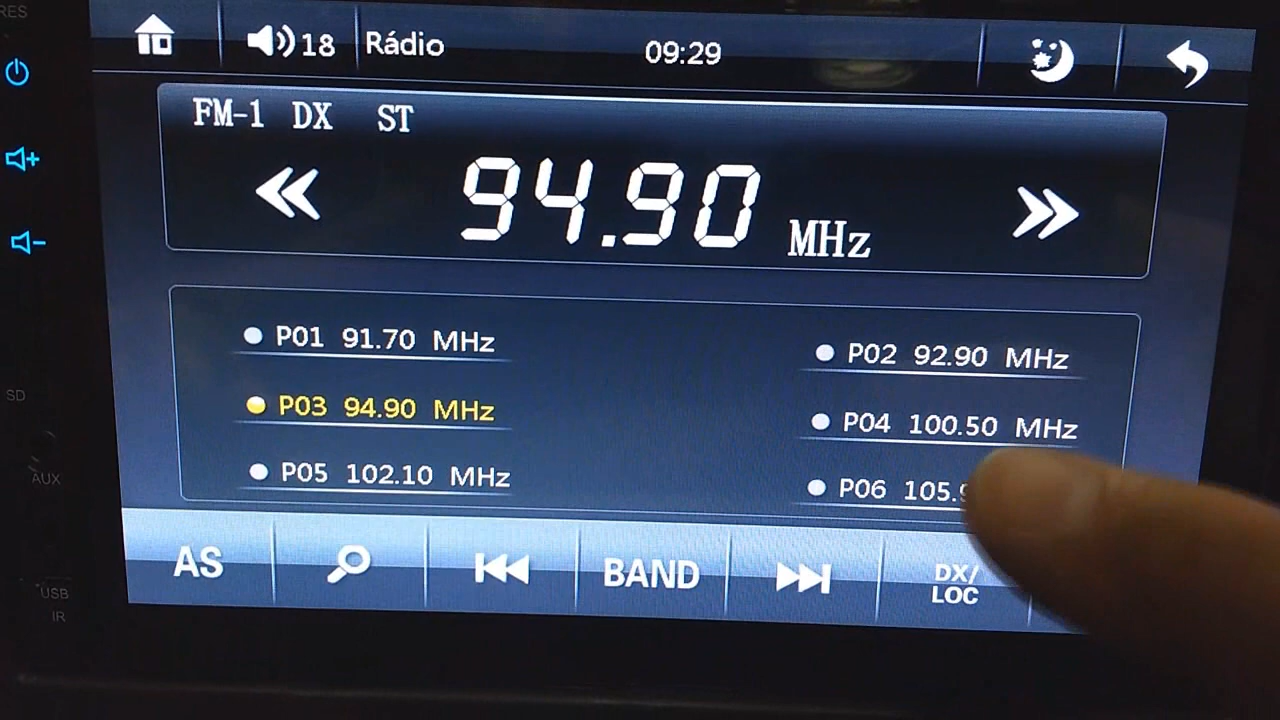 RES
18 Rádio 09:29
FM-1 DX ST
94.90 MHz
P01 91.70 MHz
P02 92.90 MHz
P03 94.90 MHz
P04 100.50 MHz
P05 102.10 MHz
P06
SD
AUX
AS BAND DX/
LOC
USB
IR